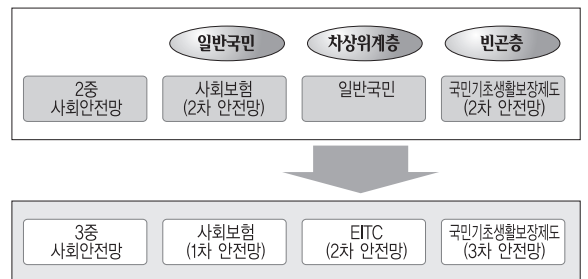 일반국민 차상위계층 빈곤층
2중 사회보험 일반국민 국민기초생활보장제도
사회안전망 (2차 안전망) (2차 안전망)
3중 사회보험 EITC 국민기초생활보장제도
사회안전망 (1차 안전망) (2차 안전망) (3차 안전망)